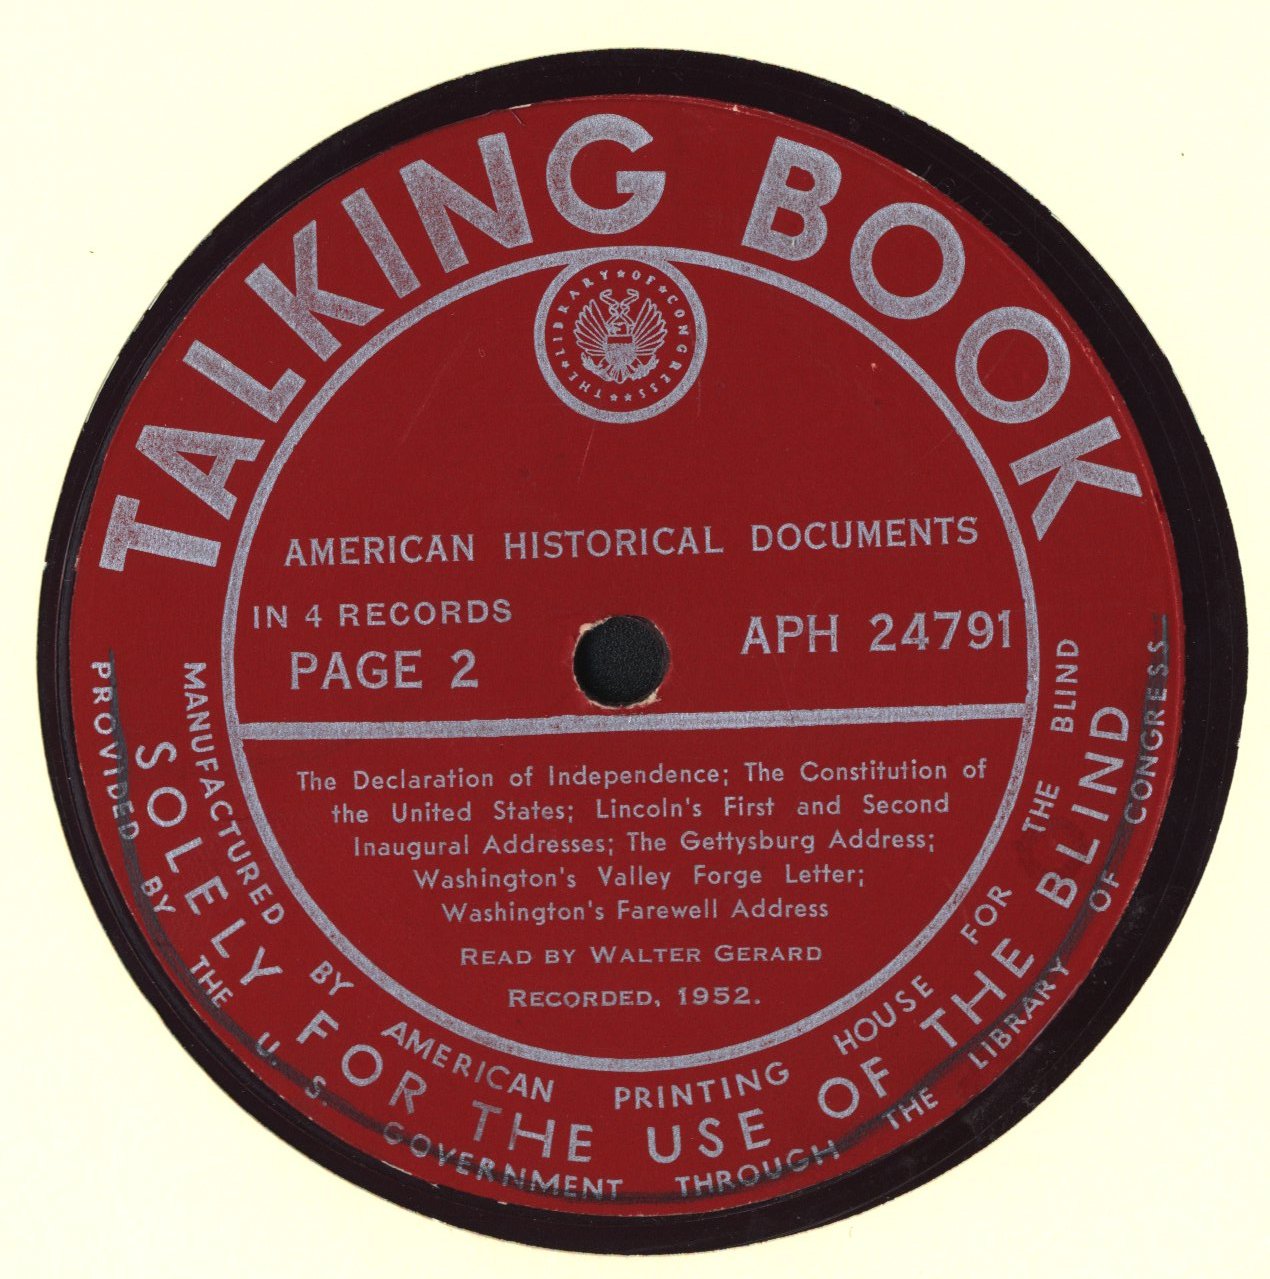 TALKING BOOK
THE ★ LIBRARY ★ OF ★ CONGRESS ★ ★
AMERICAN HISTORICAL DOCUMENTS
IN 4 RECORDS
PAGE 2
APH 24791
The Declaration of Independence; The Constitution of
the United States; Lincoln's First and Second
Inaugural Addresses; The Gettysburg Address;
Washington's Valley Forge Letter;
Washington's Farewell Address
READ BY WALTER GERARD
RECORDED, 1952.
MANUFACTURED BY AMERICAN PRINTING HOUSE FOR THE BLIND
SOLELY FOR THE USE OF THE BLIND
PROVIDED BY THE U. S. GOVERNMENT THROUGH THE LIBRARY OF CONGRESS